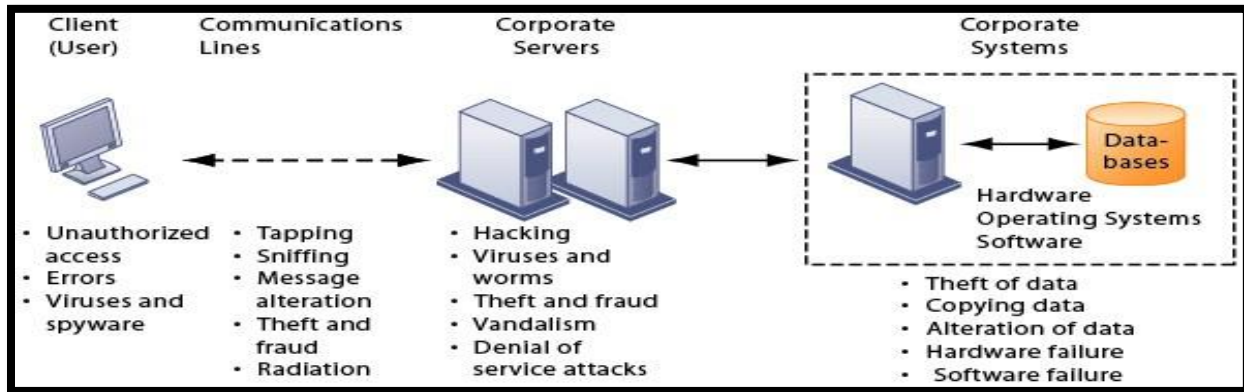 Client
(User)
Communications
Lines
Corporate
Servers
Corporate
Systems
Data-
bases
Hardware
Operating Systems
Software
• Unauthorized
access
• Errors
• Viruses and
spyware
• Tapping
• Sniffing
• Message
alteration
• Theft and
fraud
• Radiation
• Hacking
• Viruses and
worms
• Theft and fraud
• Vandalism
• Denial of
service attacks
• Theft of data
• Copying data
• Alteration of data
• Hardware failure
• Software failure